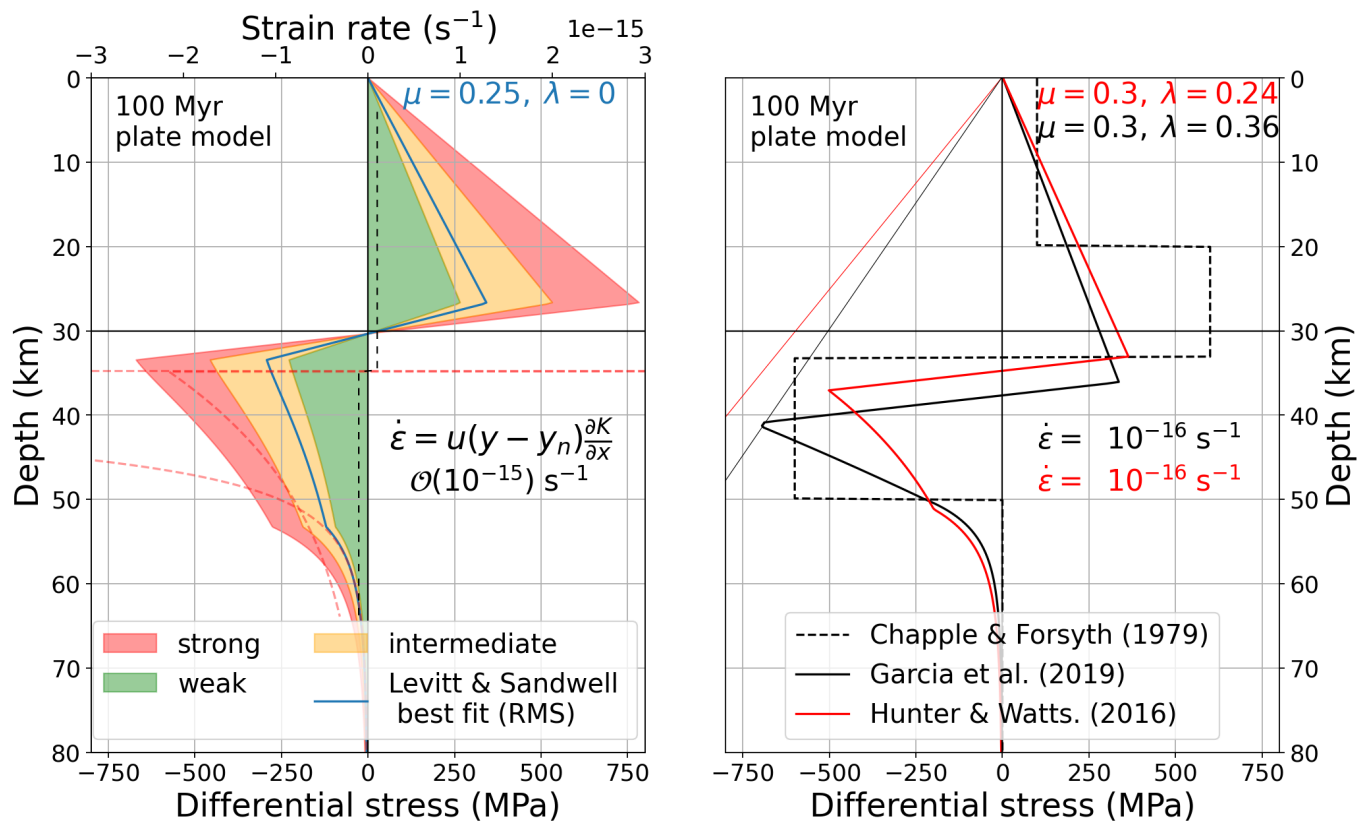 Strain rate (s⁻¹)
1e−15
−3 −2 −1 0 1 2 3
0
10
20
30
40
50
60
70
80
Depth (km)
100 Myr
plate model
μ = 0.25, λ = 0
ε̇ = u(y − yₙ)∂K/∂x
𝒪(10⁻¹⁵) s⁻¹
strong
weak
intermediate
Levitt & Sandwell
best fit (RMS)
−750 −500 −250 0 250 500 750
Differential stress (MPa)
100 Myr
plate model
μ = 0.3, λ = 0.24
μ = 0.3, λ = 0.36
ε̇ = 10⁻¹⁶ s⁻¹
ε̇ = 10⁻¹⁶ s⁻¹
Chapple & Forsyth (1979)
Garcia et al. (2019)
Hunter & Watts. (2016)
0
10
20
30
40
50
60
70
80
Depth (km)
−750 −500 −250 0 250 500 750
Differential stress (MPa)